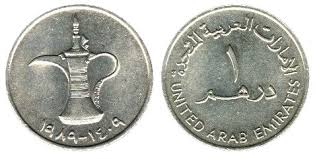 ١٩٨٩-١٤٠٩
الإمارات العربية المتحدة
١
درهم
UNITED ARAB EMIRATES